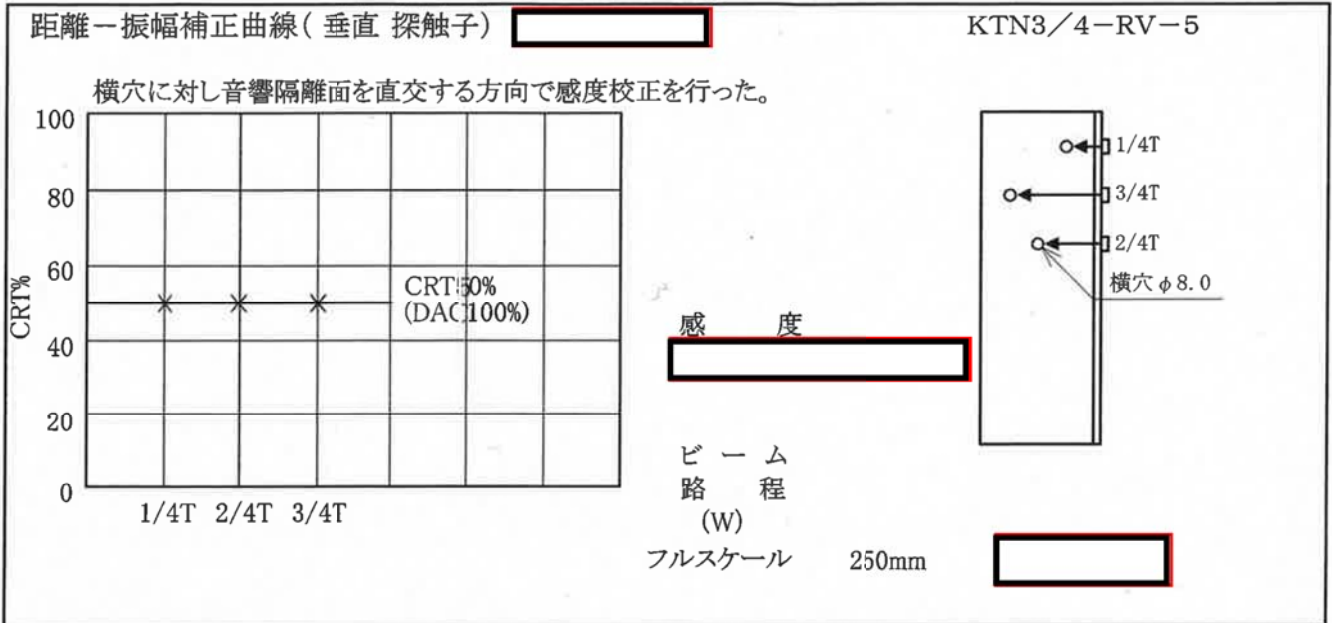 距離－振幅補正曲線( 垂直 探触子)
KTN3／4－RV－5
横穴に対し音響隔離面を直交する方向で感度校正を行った。
100
80
60
40
20
0
CRT%
CRT50%
(DAC100%)
1/4T 2/4T 3/4T
1/4T
3/4T
2/4T
横穴φ8.0
感 度
ビ ー ム
路 程
(W)
フルスケール 250mm